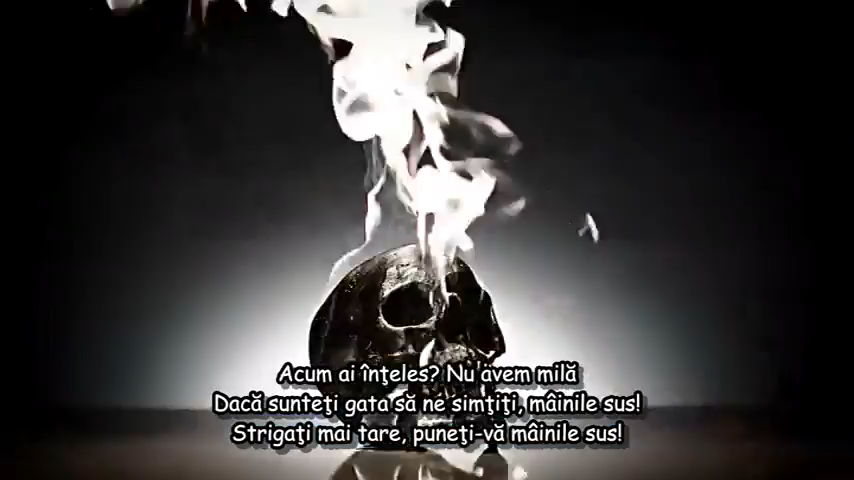 Acum ai înţeles? Nu avem milă
Dacă sunteţi gata să ne simţiţi, mâinile sus!
Strigaţi mai tare, puneţi-vă mâinile sus!